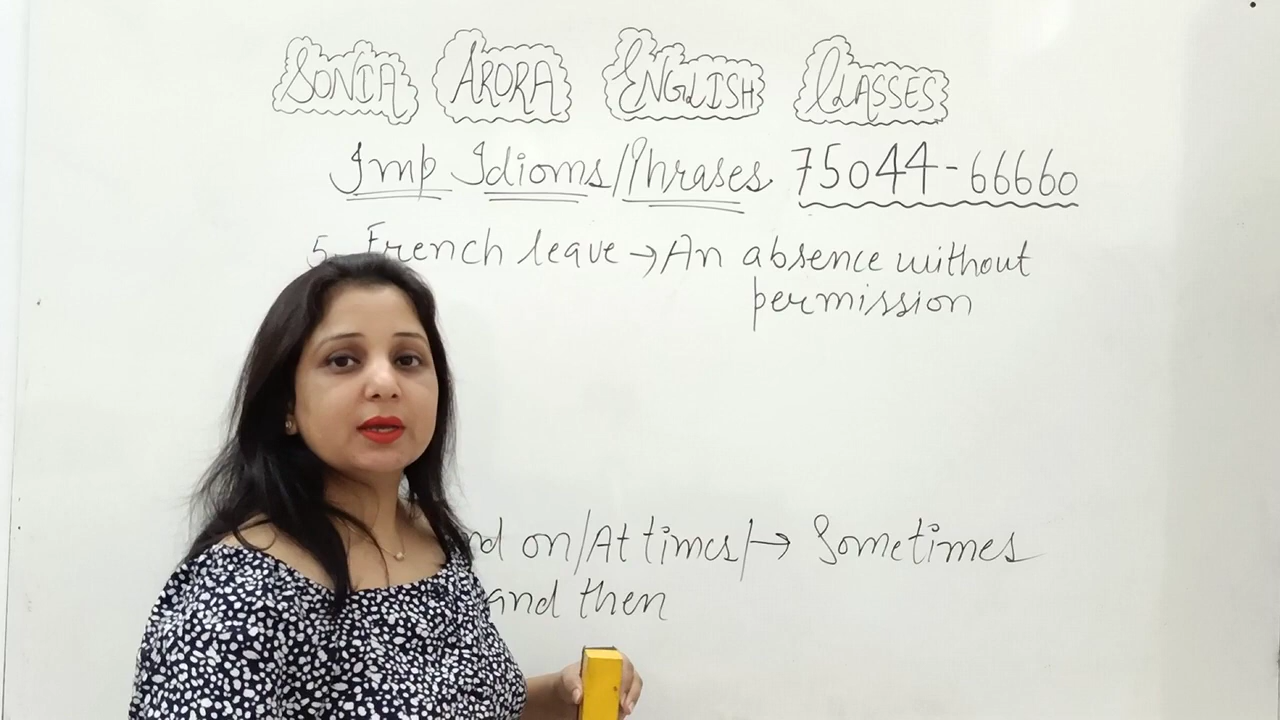 SONIA ARORA ENGLISH CLASSES
Imp Idioms/Phrases 75044-66660
5. French leave → An absence without
permission
on/At times/→ Sometimes
and then